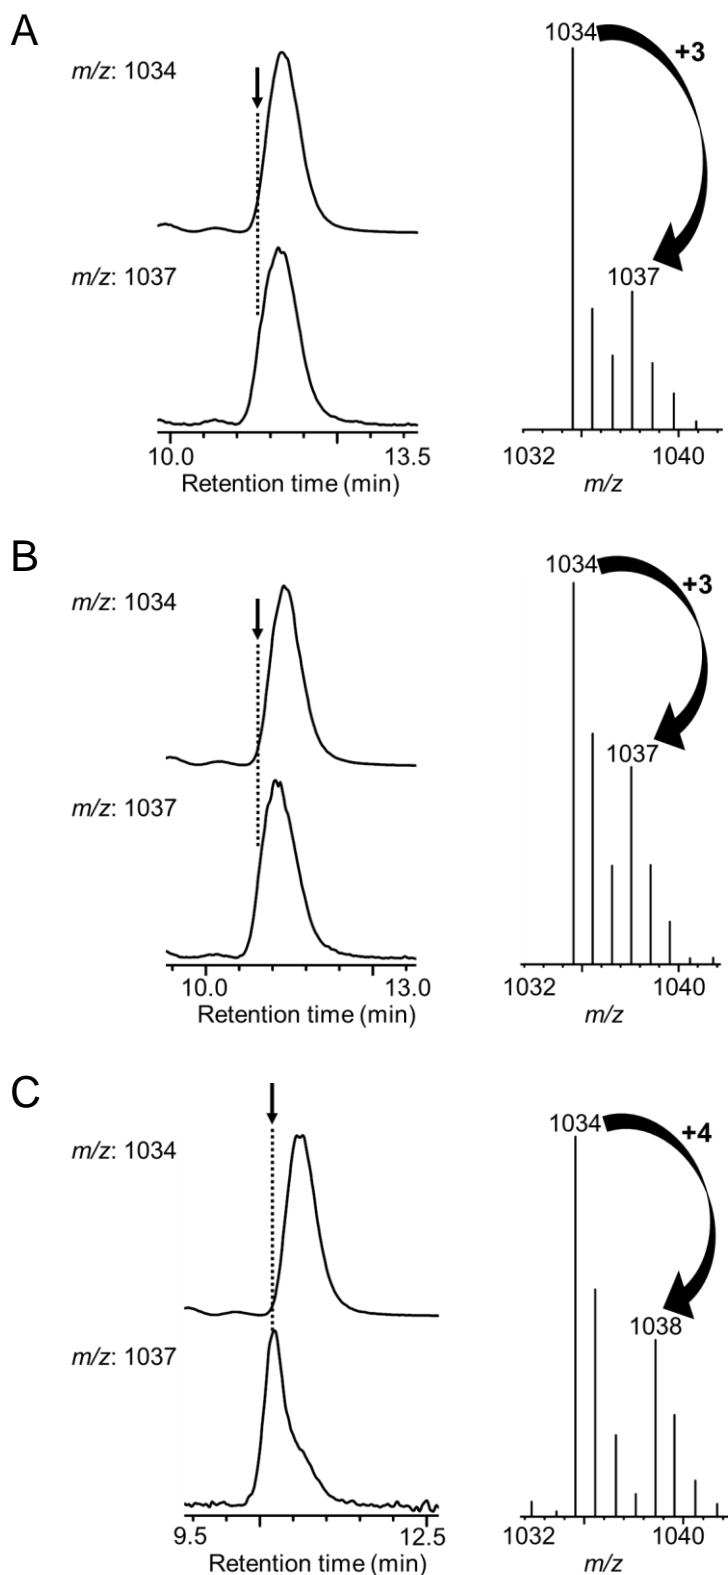 A
m/z: 1034
1034
+3
m/z: 1037
1037
10.0 13.5
Retention time (min)
1032 1040
m/z
B
m/z: 1034
1034
+3
m/z: 1037
1037
10.0 13.0
Retention time (min)
1032 1040
m/z
C
m/z: 1034
1034
+4
m/z: 1037
1038
9.5 12.5
Retention time (min)
1032 1040
m/z